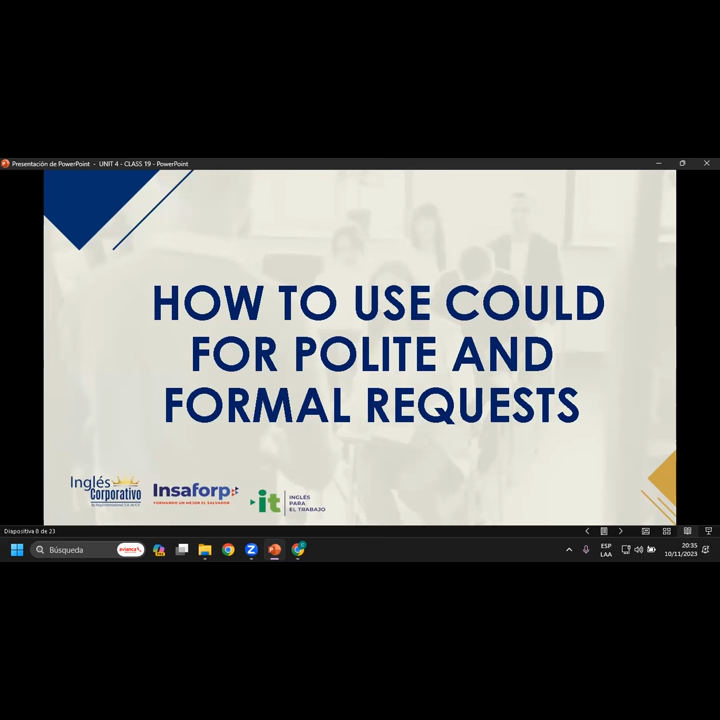 Presentación de PowerPoint - UNIT 4 - CLASS 19 - PowerPoint
HOW TO USE COULD
FOR POLITE AND
FORMAL REQUESTS
Inglés
Corporativo
Insaforp
FORMANDO UN MEJOR EL SALVADOR
it
INGLÉS
PARA
EL TRABAJO
Diapositiva 8 de 23
Búsqueda
avianca
ESP
LAA
20:35
10/11/2023